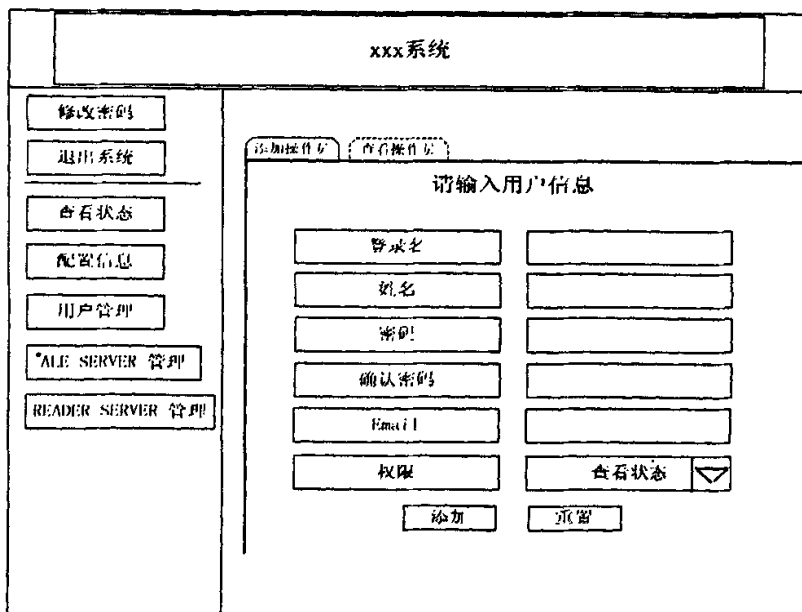 xxx系统
修改密码
退出系统
查看状态
配置信息
用户管理
ALE SERVER 管理
READER SERVER 管理
添加操作员
查看操作员
请输入用户信息
登录名
姓名
密码
确认密码
Email
权限
查看状态
添加
重置